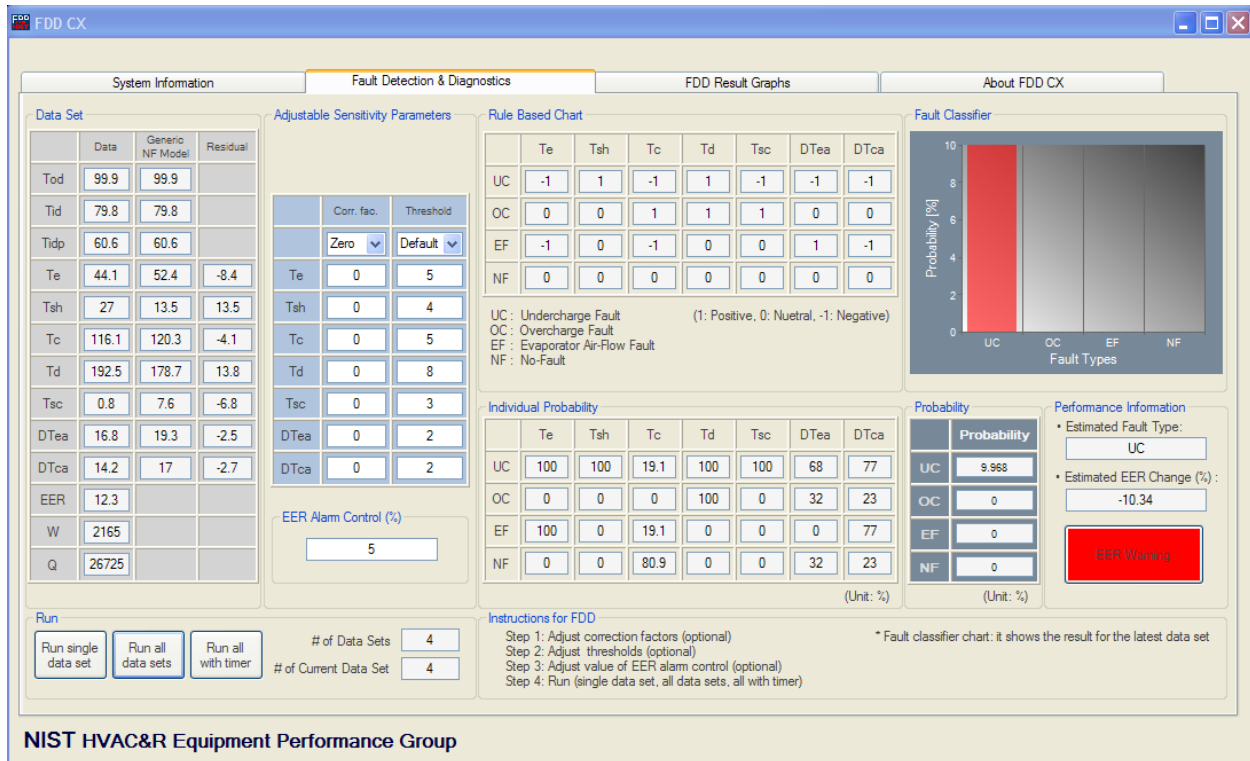 FDD CX
System Information
Fault Detection & Diagnostics
FDD Result Graphs
About FDD CX
Data Set
Data Generic NF Model Residual
Tod 99.9 99.9
Tid 79.8 79.8
Tidp 60.6 60.6
Te 44.1 52.4 -8.4
Tsh 27 13.5 13.5
Tc 116.1 120.3 -4.1
Td 192.5 178.7 13.8
Tsc 0.8 7.6 -6.8
DTea 16.8 19.3 -2.5
DTca 14.2 17 -2.7
EER 12.3
W 2165
Q 26725
Adjustable Sensitivity Parameters
Corr. fac. Threshold
Zero Default
Te 0 5
Tsh 0 4
Tc 0 5
Td 0 8
Tsc 0 3
DTea 0 2
DTca 0 2
EER Alarm Control (%)
5
Rule Based Chart
Te Tsh Tc Td Tsc DTea DTca
UC -1 1 -1 1 -1 -1 -1
OC 0 0 1 1 1 0 0
EF -1 0 -1 0 0 1 -1
NF 0 0 0 0 0 0 0
UC : Undercharge Fault (1: Positive, 0: Nuetral, -1: Negative)
OC : Overcharge Fault
EF : Evaporator Air-Flow Fault
NF : No-Fault
Fault Classifier
Probability [%]
10
8
6
4
2
0
UC OC EF NF
Fault Types
Individual Probability
Te Tsh Tc Td Tsc DTea DTca
UC 100 100 19.1 100 100 68 77
OC 0 0 0 100 0 32 23
EF 100 0 19.1 0 0 0 77
NF 0 0 80.9 0 0 32 23
(Unit: %)
Probability
Probability
UC 9.968
OC 0
EF 0
NF 0
(Unit: %)
Performance Information
• Estimated Fault Type:
UC
• Estimated EER Change (%) :
-10.34
EER Warning
Run
Run single data set
Run all data sets
Run all with timer
# of Data Sets 4
# of Current Data Set 4
Instructions for FDD
Step 1: Adjust correction factors (optional)
Step 2: Adjust thresholds (optional)
Step 3: Adjust value of EER alarm control (optional)
Step 4: Run (single data set, all data sets, all with timer)
* Fault classifier chart: it shows the result for the latest data set
NIST HVAC&R Equipment Performance Group